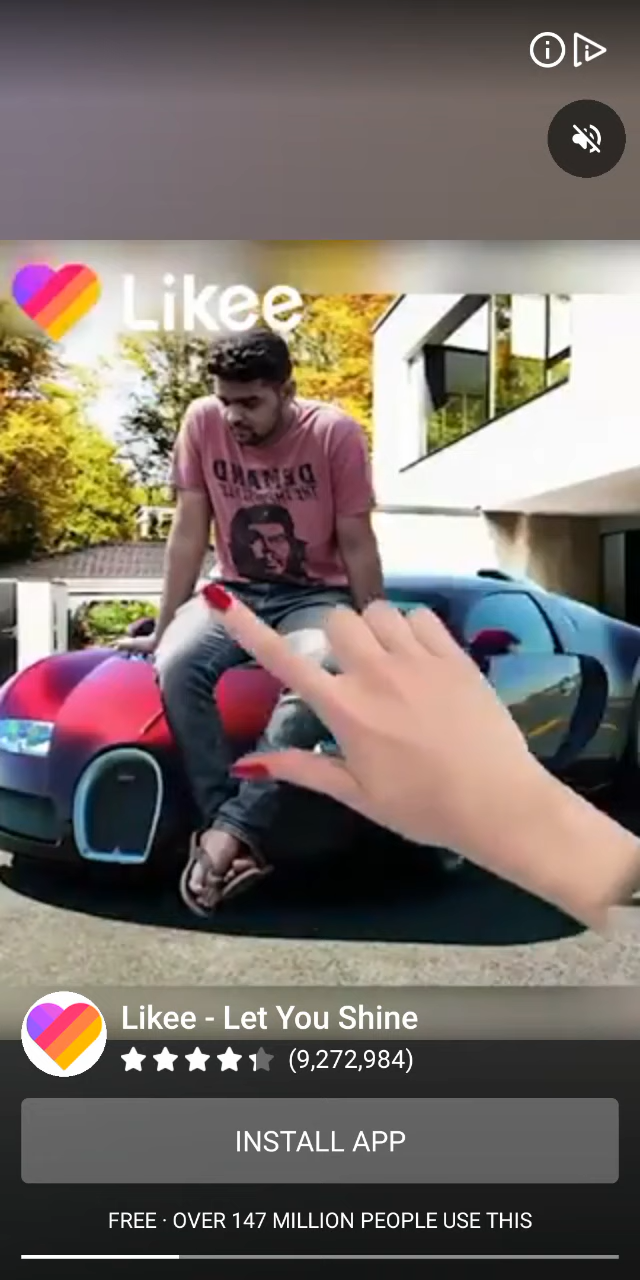 Likee
DEMAND
Likee - Let You Shine
(9,272,984)
INSTALL APP
FREE · OVER 147 MILLION PEOPLE USE THIS